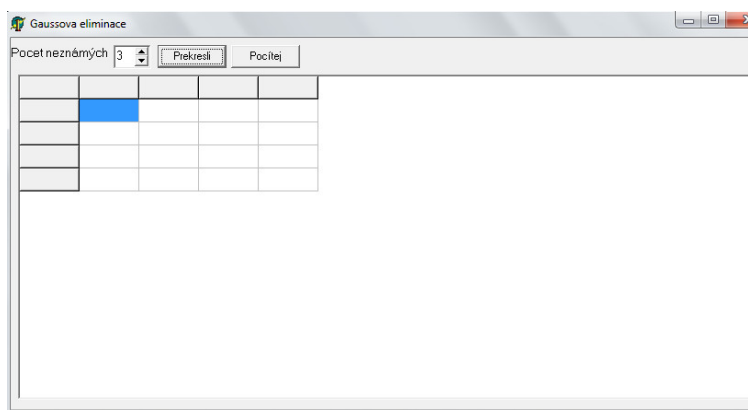 Gaussova eliminace
Pocet neznámých 3 Prekresli Pocítej